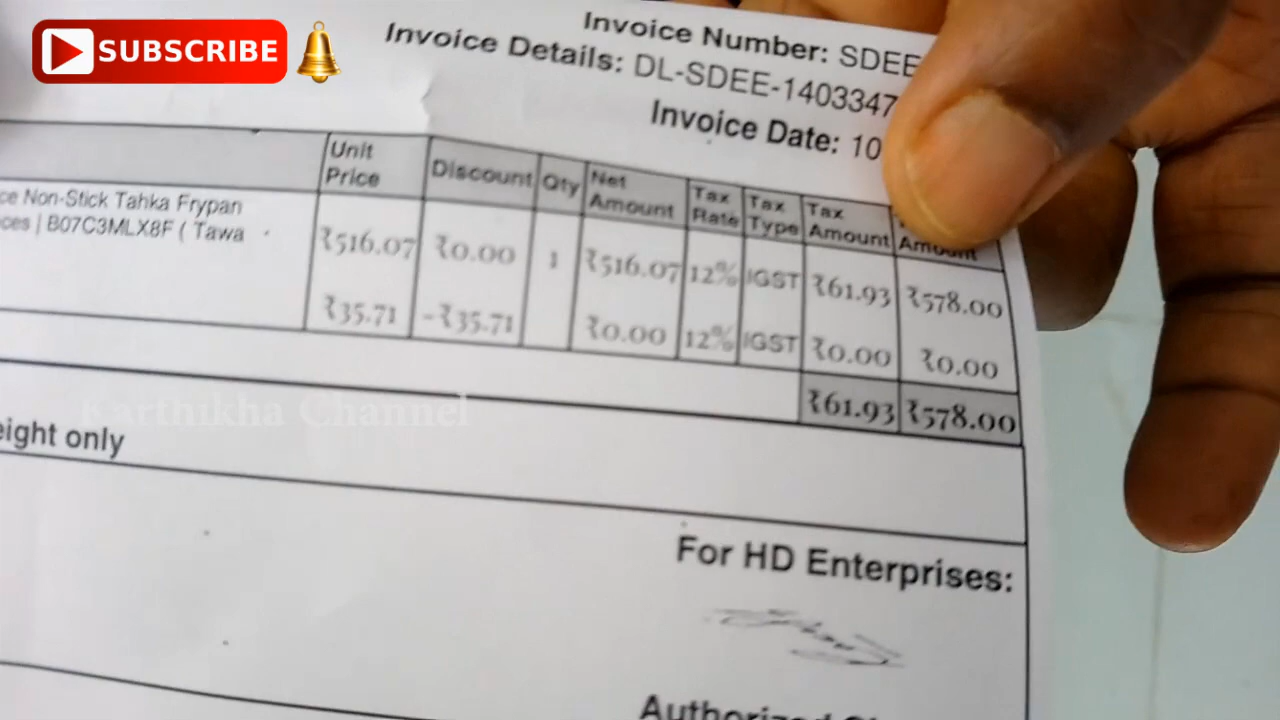 SUBSCRIBE
Invoice Number: SDEE
Invoice Details: DL-SDEE-1403347
Invoice Date: 10
Unit Price Discount Qty Net Amount Tax Rate Tax Type Tax Amount Amount
ce Non-Stick Tahka Frypan
ces | B07C3MLX8F ( Tawa
₹516.07 ₹0.00 1 ₹516.07 12% IGST ₹61.93 ₹578.00
₹35.71 -₹35.71 ₹0.00 12% IGST ₹0.00 ₹0.00
₹61.93 ₹578.00
Karthikha Channel
eight only
For HD Enterprises:
Authorized